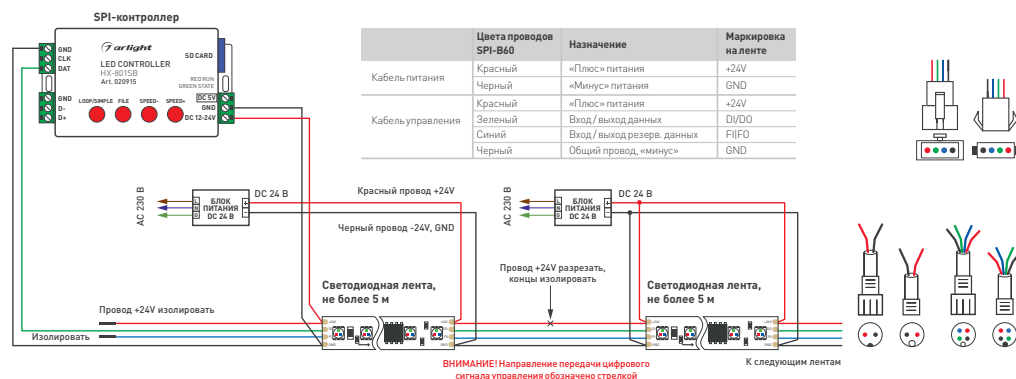 SPI-контроллер
GND
CLK
DAT
arlight
LED CONTROLLER
HX-801SB
Art. 020915
SD CARD
RED RUN
GREEN STATE
GND
D-
D+
LOOP/SIMPLE FILE SPEED- SPEED+
DC 5V
GND
DC 12-24V
Цвета проводов SPI-B60 Назначение Маркировка на ленте
Кабель питания Красный «Плюс» питания +24V
Черный «Минус» питания GND
Кабель управления Красный «Плюс» питания +24V
Зеленый Вход/выход данных DI/DO
Синий Вход/выход резерв. данных FI|FO
Черный Общий провод, «минус» GND
AC 230 В
L
N
БЛОК
ПИТАНИЯ
DC 24 В
DC 24 В
Красный провод +24V
Черный провод -24V, GND
AC 230 В
L
N
БЛОК
ПИТАНИЯ
DC 24 В
DC 24 В
Провод +24V разрезать,
концы изолировать
Светодиодная лента,
не более 5 м
Светодиодная лента,
не более 5 м
Провод +24V изолировать
Изолировать
ВНИМАНИЕ! Направление передачи цифрового
сигнала управления обозначено стрелкой
К следующим лентам